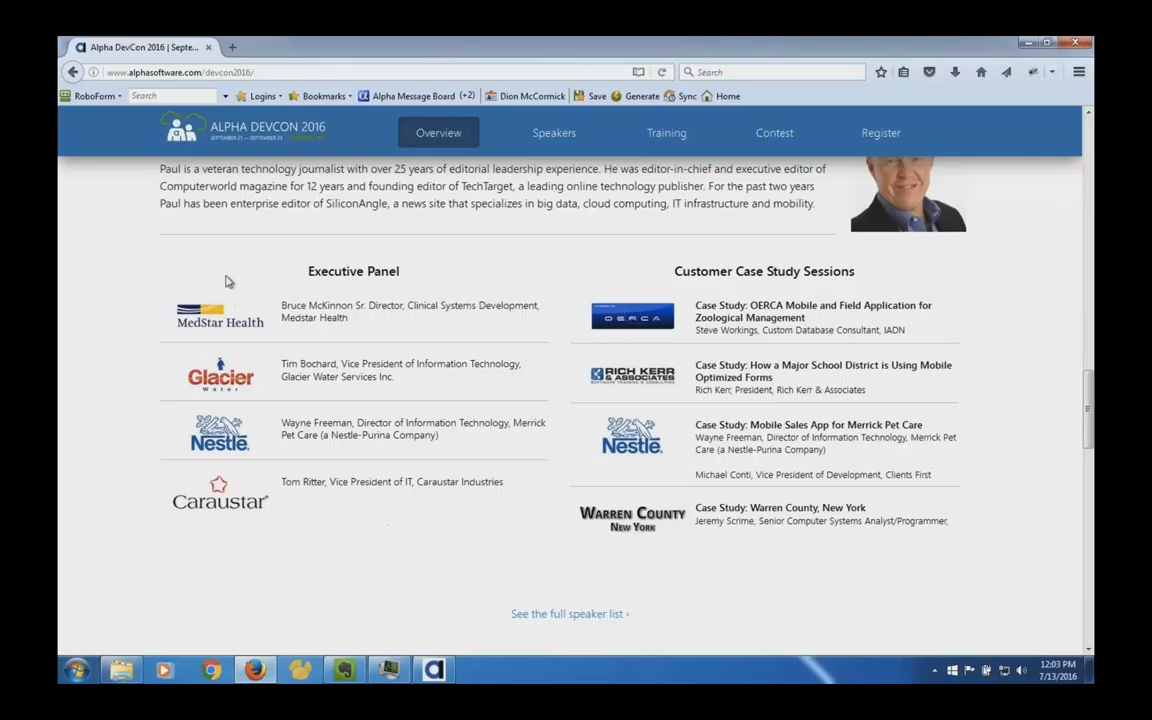 Alpha DevCon 2016 | Septe...
www.alphasoftware.com/devcon2016/
Search
RoboForm
Search
Logins
Bookmarks
Alpha Message Board (+2)
Dion McCormick
Save
Generate
Sync
Home
ALPHA DEVCON 2016
Overview
Speakers
Training
Contest
Register
Paul is a veteran technology journalist with over 25 years of editorial leadership experience. He was editor-in-chief and executive editor of
Computerworld magazine for 12 years and founding editor of TechTarget, a leading online technology publisher. For the past two years
Paul has been enterprise editor of SiliconAngle, a news site that specializes in big data, cloud computing, IT infrastructure and mobility.
Executive Panel
MedStar Health
Bruce McKinnon Sr. Director, Clinical Systems Development,
Medstar Health
Glacier
Water
Tim Bochard, Vice President of Information Technology,
Glacier Water Services Inc.
Nestle
Wayne Freeman, Director of Information Technology, Merrick
Pet Care (a Nestle-Purina Company)
Caraustar
Tom Ritter, Vice President of IT, Caraustar Industries
Customer Case Study Sessions
OERCA
Case Study: OERCA Mobile and Field Application for
Zoological Management
Steve Workings, Custom Database Consultant, IADN
RICH KERR
& ASSOCIATES
Case Study: How a Major School District is Using Mobile
Optimized Forms
Rich Kerr, President, Rich Kerr & Associates
Nestle
Case Study: Mobile Sales App for Merrick Pet Care
Wayne Freeman, Director of Information Technology, Merrick Pet
Care (a Nestle-Purina Company)
Michael Conti, Vice President of Development, Clients First
WARREN COUNTY
NEW YORK
Case Study: Warren County, New York
Jeremy Scrime, Senior Computer Systems Analyst/Programmer,
See the full speaker list ›
12:03 PM
7/13/2016